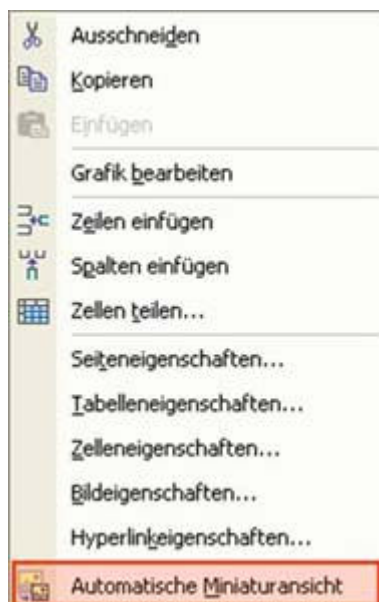 Ausschneiden
Kopieren
Einfügen
Grafik bearbeiten
Zeilen einfügen
Spalten einfügen
Zellen teilen...
Seiteneigenschaften...
Tabelleneigenschaften...
Zelleneigenschaften...
Bildeigenschaften...
Hyperlinkeigenschaften...
Automatische Miniaturansicht